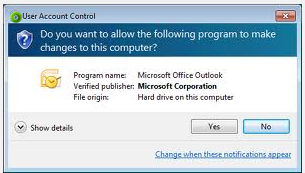 User Account Control
Do you want to allow the following program to make
changes to this computer?
Program name: Microsoft Office Outlook
Verified publisher: Microsoft Corporation
File origin: Hard drive on this computer
Show details
Yes
No
Change when these notifications appear